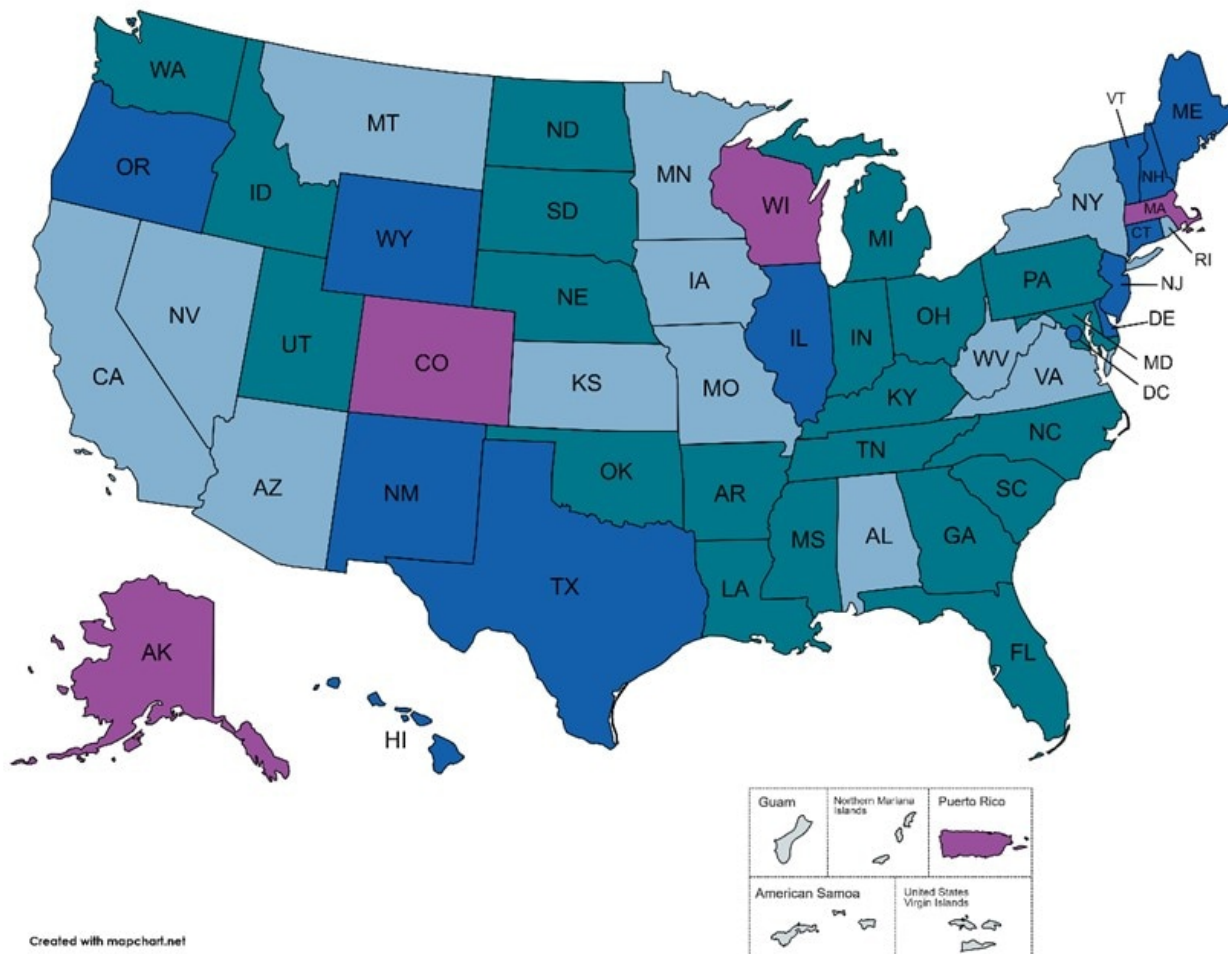 WA
MT
ND
MN
VT
ME
OR
ID
SD
WI
MI
NY
NH
MA
CT
RI
WY
NE
IA
PA
NJ
NV
UT
CO
IL
IN
OH
DE
CA
KS
MO
WV
VA
MD
DC
KY
AZ
NM
OK
AR
TN
NC
SC
MS
AL
GA
TX
LA
FL
AK
HI
Guam
Northern Mariana
Islands
Puerto Rico
American Samoa
United States
Virgin Islands
Created with mapchart.net